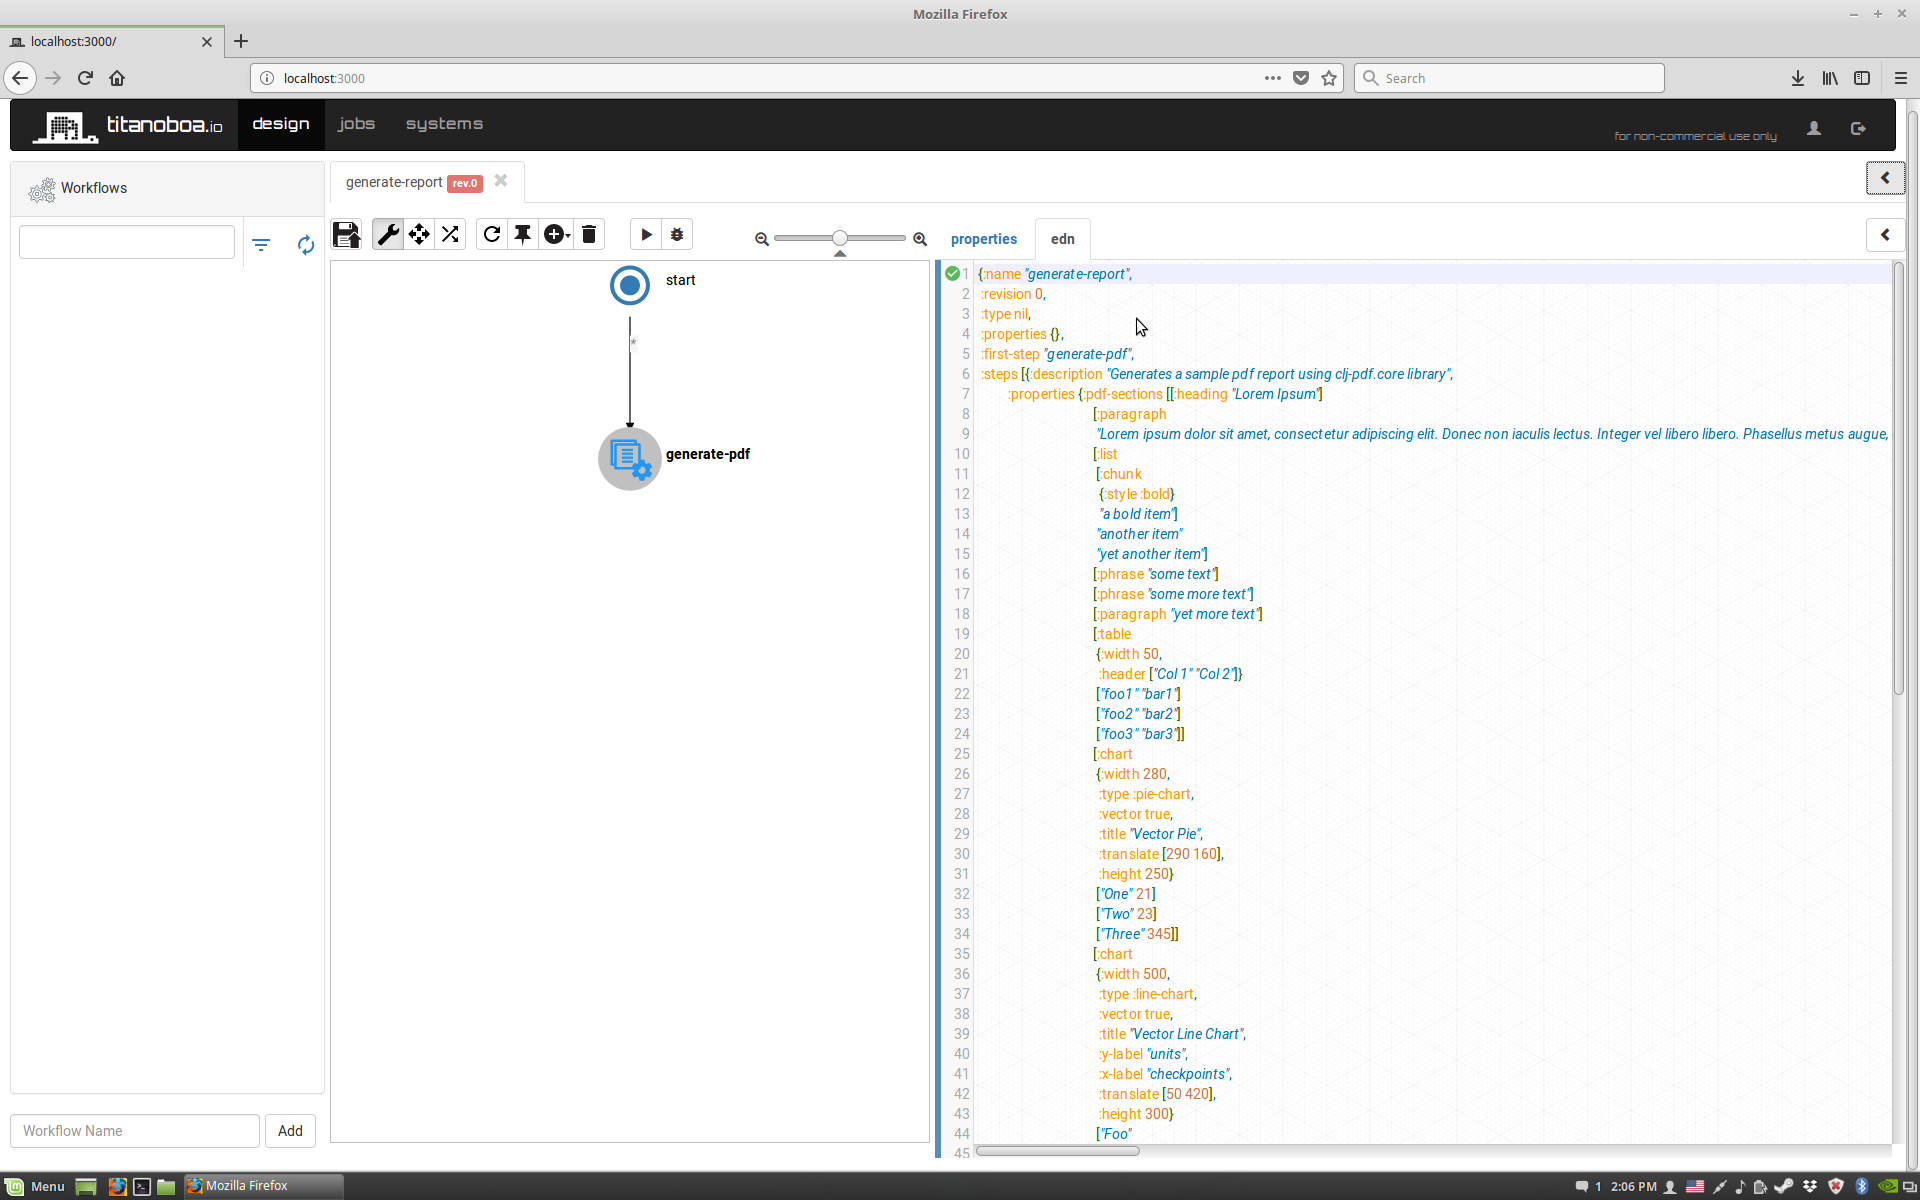 Mozilla Firefox
localhost:3000/
localhost:3000
Search
titanoboa.io
design
jobs
systems
for non-commercial use only
Workflows
generate-report rev.0
properties
edn
start
*
generate-pdf
1 {:name "generate-report",
2 :revision 0,
3 :type nil,
4 :properties {},
5 :first-step "generate-pdf",
6 :steps [{:description "Generates a sample pdf report using clj-pdf.core library",
7 :properties {:pdf-sections [[:heading "Lorem Ipsum"]
8 [:paragraph
9 "Lorem ipsum dolor sit amet, consectetur adipiscing elit. Donec non iaculis lectus. Integer vel libero libero. Phasellus metus augue,
10 [:list
11 [:chunk
12 {:style :bold}
13 "a bold item"]
14 "another item"
15 "yet another item"]
16 [:phrase "some text"]
17 [:phrase "some more text"]
18 [:paragraph "yet more text"]
19 [:table
20 {:width 50,
21 :header ["Col 1" "Col 2"]}
22 ["foo1" "bar1"]
23 ["foo2" "bar2"]
24 ["foo3" "bar3"]]
25 [:chart
26 {:width 280,
27 :type :pie-chart,
28 :vector true,
29 :title "Vector Pie",
30 :translate [290 160],
31 :height 250}
32 ["One" 21]
33 ["Two" 23]
34 ["Three" 345]]
35 [:chart
36 {:width 500,
37 :type :line-chart,
38 :vector true,
39 :title "Vector Line Chart",
40 :y-label "units",
41 :x-label "checkpoints",
42 :translate [50 420],
43 :height 300}
44 ["Foo"
45
Workflow Name
Add
Menu
Mozilla Firefox
1
2:06 PM